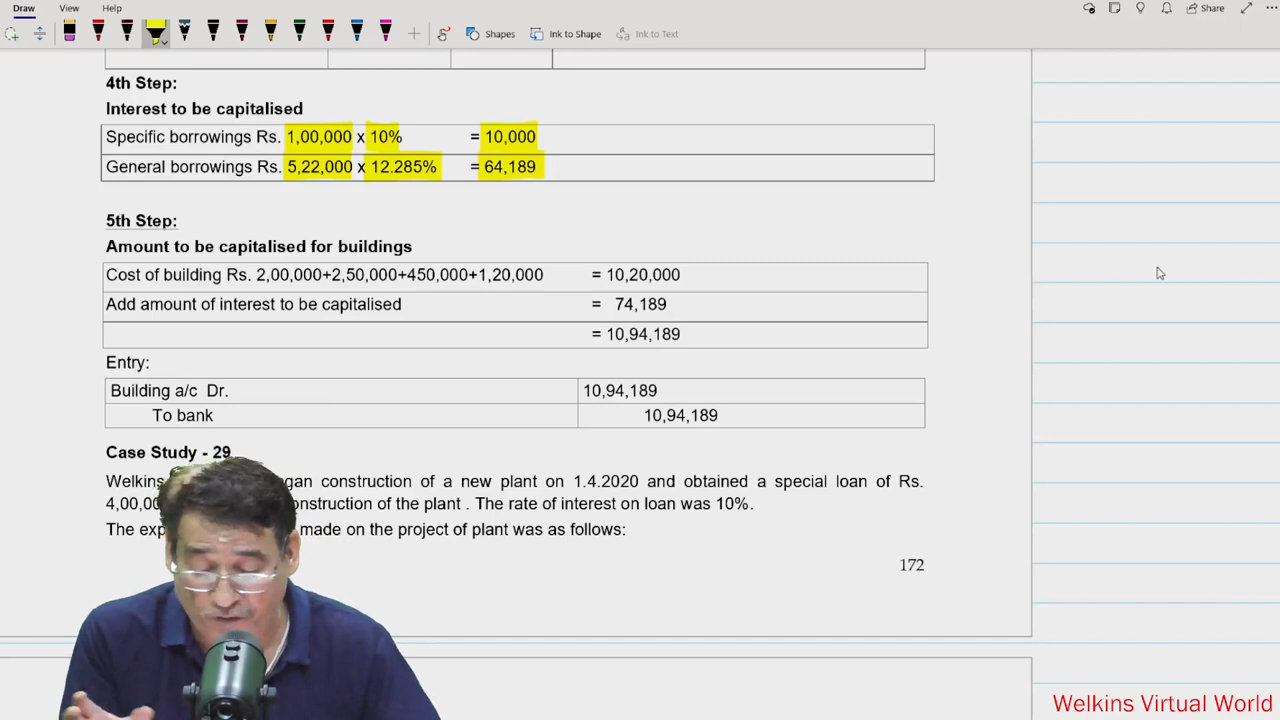 Draw View Help
Shapes Ink to Shape Ink to Text Share
4th Step:
Interest to be capitalised
Specific borrowings Rs. 1,00,000 x 10% = 10,000
General borrowings Rs. 5,22,000 x 12.285% = 64,189
5th Step:
Amount to be capitalised for buildings
Cost of building Rs. 2,00,000+2,50,000+450,000+1,20,000 = 10,20,000
Add amount of interest to be capitalised = 74,189
= 10,94,189
Entry:
Building a/c Dr. 10,94,189
To bank 10,94,189
Case Study - 29
Welkins construction of a new plant on 1.4.2020 and obtained a special loan of Rs.
of the plant . The rate of interest on loan was 10%.
The made on the project of plant was as follows:
172
Welkins Virtual World